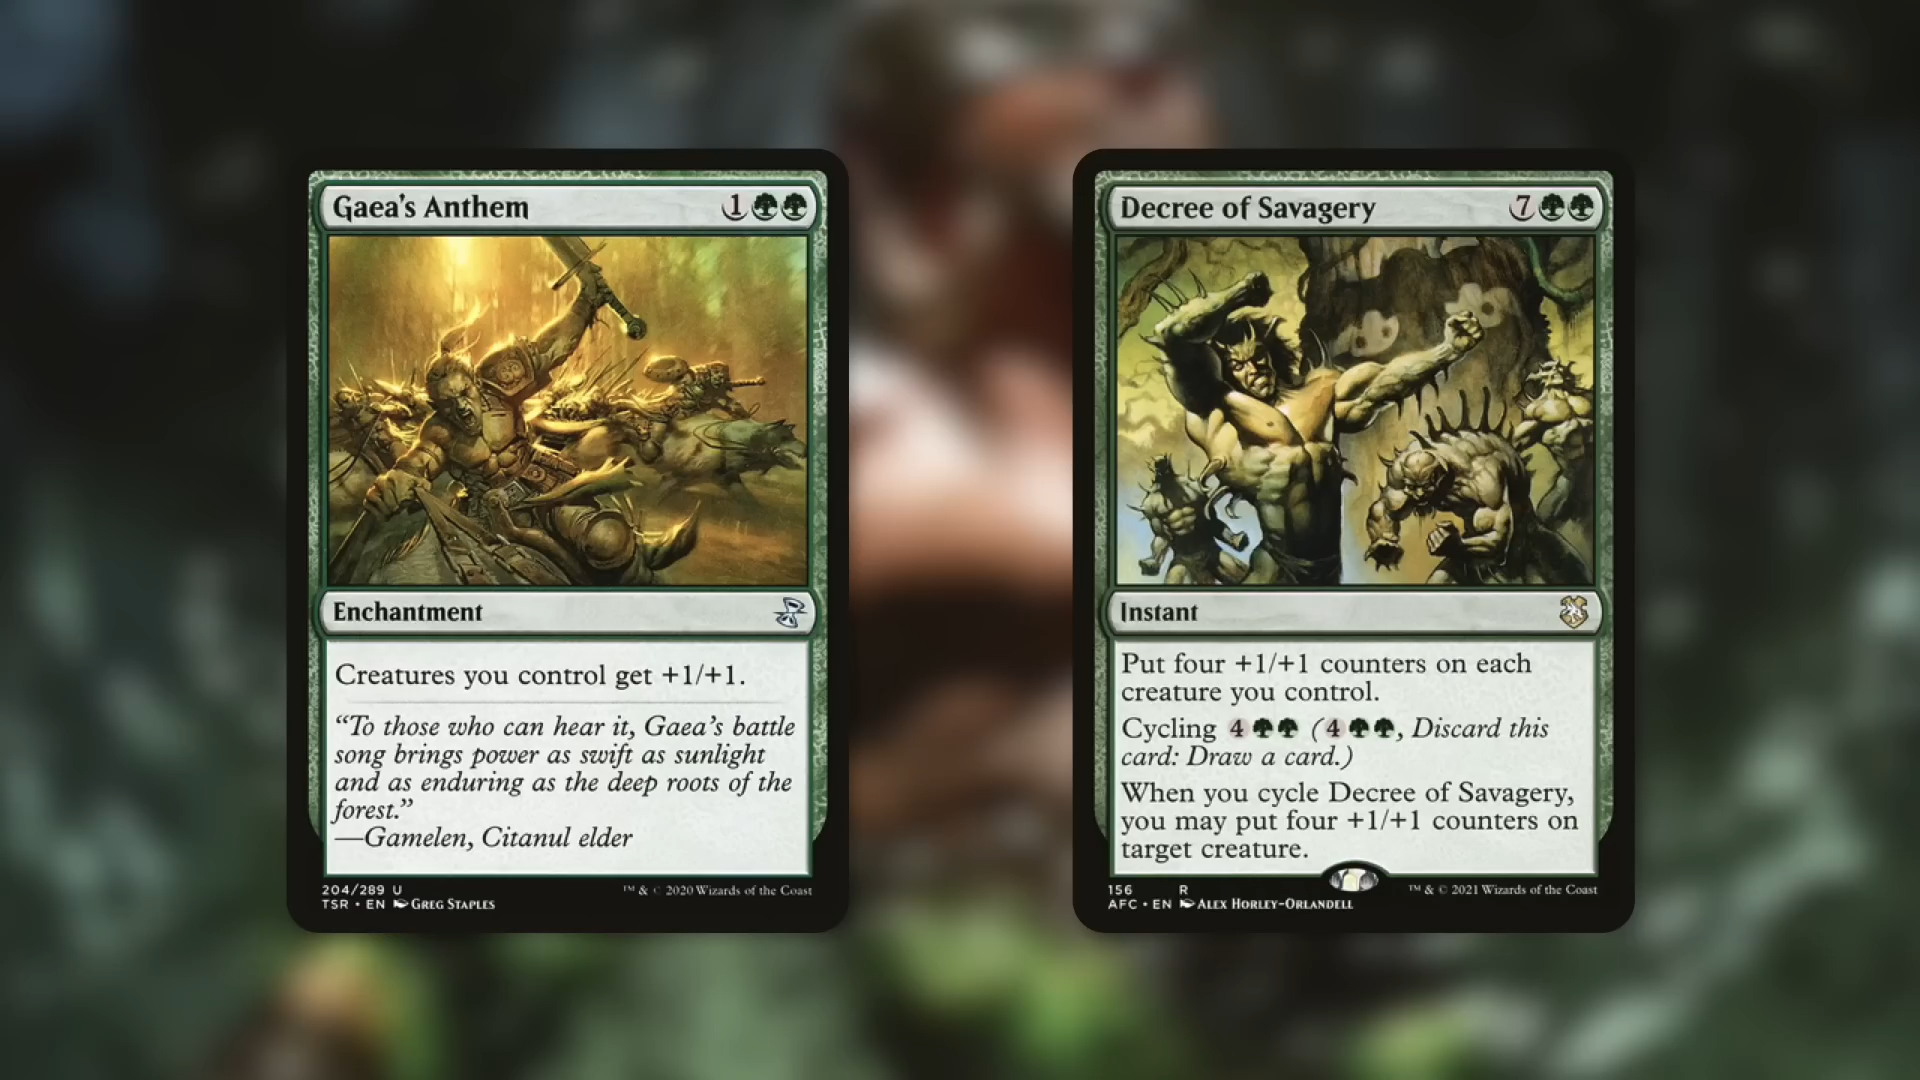 Gaea's Anthem 1
Enchantment
Creatures you control get +1/+1.
“To those who can hear it, Gaea’s battle
song brings power as swift as sunlight
and as enduring as the deep roots of the
forest.”
—Gamelen, Citanul elder
204/289 U
TSR • EN GREG STAPLES
™ & © 2020 Wizards of the Coast
Decree of Savagery 7
Instant
Put four +1/+1 counters on each
creature you control.
Cycling 4 (4, Discard this
card: Draw a card.)
When you cycle Decree of Savagery,
you may put four +1/+1 counters on
target creature.
156 R
AFC • EN ALEX HORLEY-ORLANDELL
™ & © 2021 Wizards of the Coast